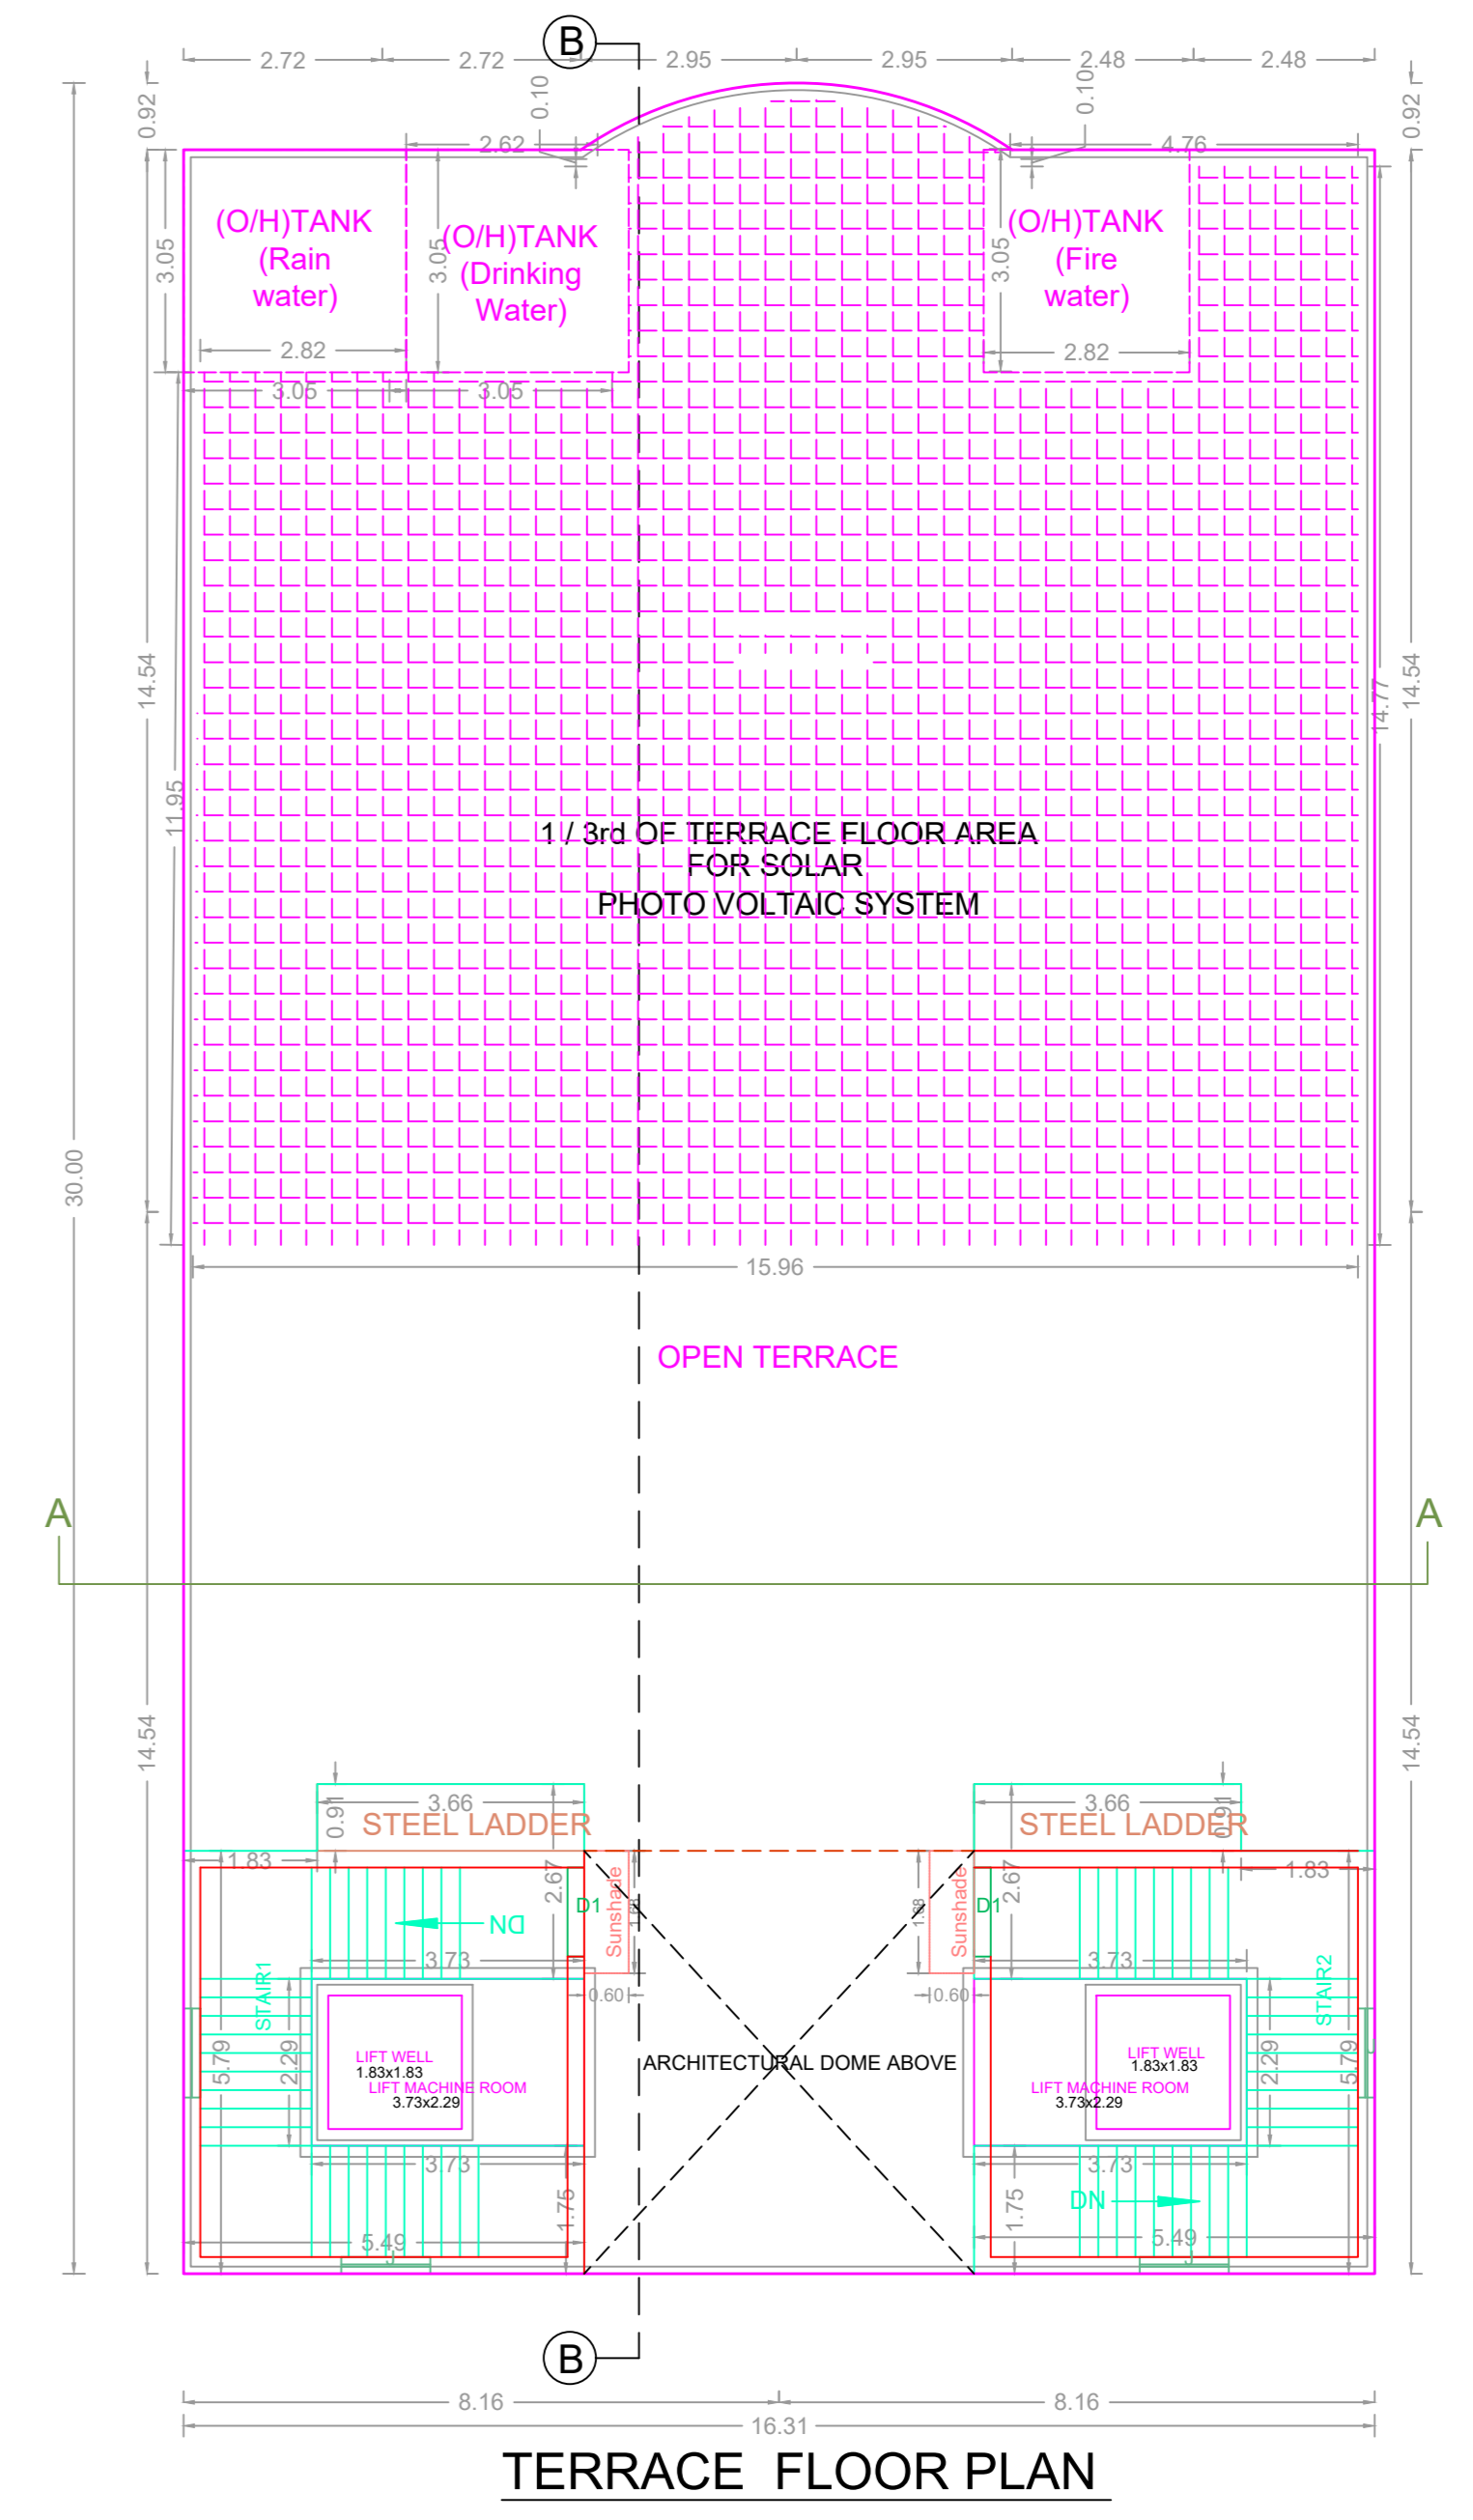 B
2.72
2.72
2.95
2.95
2.48
2.48
0.92
0.10
0.10
0.92
2.62
4.76
(O/H)TANK
(Rain
water)
(O/H)TANK
(Drinking
Water)
(O/H)TANK
(Fire
water)
3.05
3.05
3.05
2.82
2.82
3.05
3.05
14.54
14.77
14.54
11.95
1 / 3rd OF TERRACE FLOOR AREA
FOR SOLAR
PHOTO VOLTAIC SYSTEM
30.00
15.96
OPEN TERRACE
A
A
14.54
14.54
0.91
3.66
3.66
0.91
STEEL LADDER
STEEL LADDER
1.83
1.83
2.67
Sunshade
1.68
1.68
Sunshade
2.67
D1
D1
DN
3.73
3.73
STAIR1
STAIR2
0.60
0.60
5.79
2.29
2.29
5.79
LIFT WELL
1.83x1.83
LIFT MACHINE ROOM
3.73x2.29
ARCHITECTURAL DOME ABOVE
LIFT WELL
1.83x1.83
LIFT MACHINE ROOM
3.73x2.29
3.73
3.73
1.75
DN
1.75
5.49
5.49
J
J
B
8.16
8.16
16.31
TERRACE FLOOR PLAN